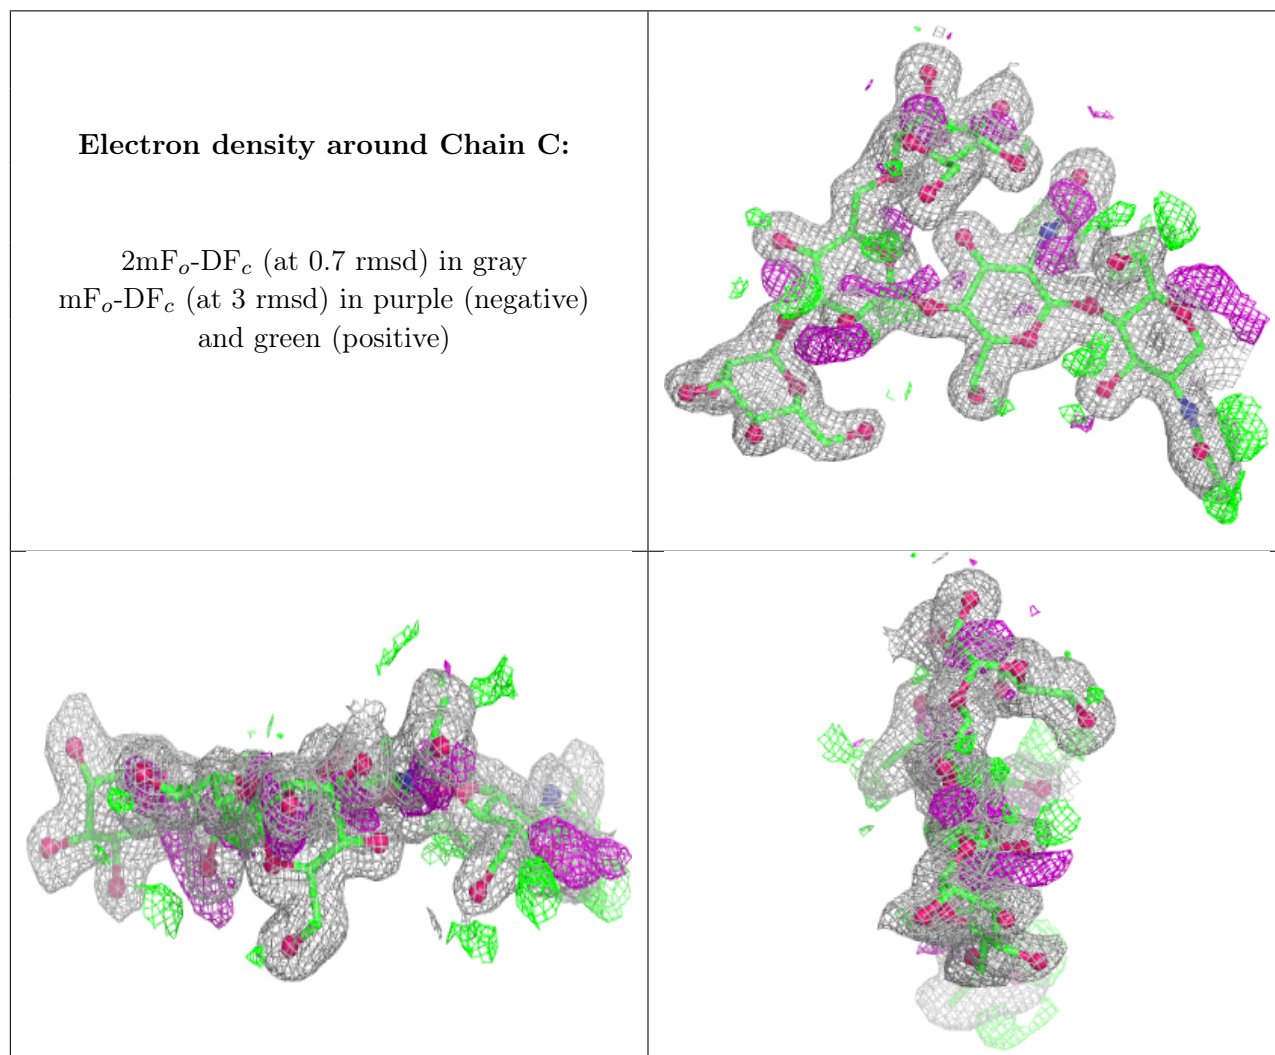 Electron density around Chain C:
2mFₒ-DF𝒸 (at 0.7 rmsd) in gray
mFₒ-DF𝒸 (at 3 rmsd) in purple (negative)
and green (positive)